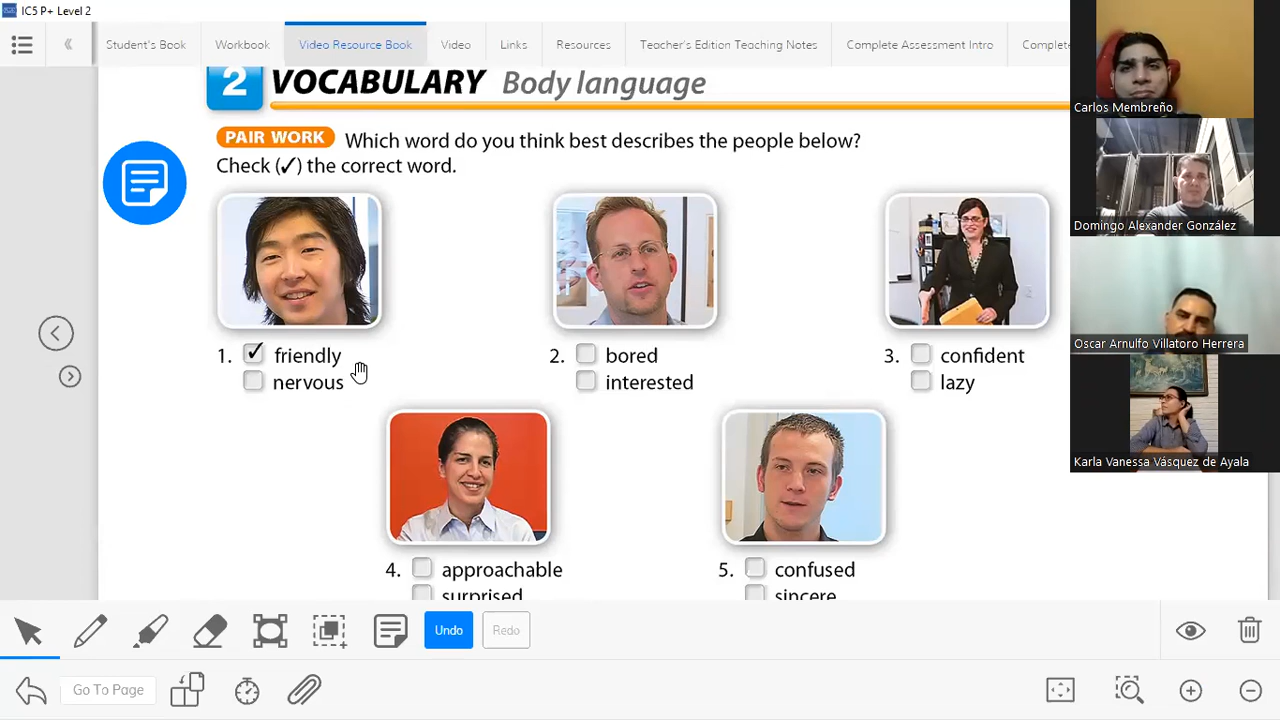 IC5 P+ Level 2
Student's Book Workbook Video Resource Book Video Links Resources Teacher's Edition Teaching Notes Complete Assessment Intro Complete
2 VOCABULARY Body language
PAIR WORK Which word do you think best describes the people below?
Check (✓) the correct word.
1. ✓ friendly
nervous
2. bored
interested
3. confident
lazy
4. approachable
surprised
5. confused
sincere
Carlos Membreño
Domingo Alexander González
Oscar Arnulfo Villatoro Herrera
Karla Vanessa Vásquez de Ayala
Undo Redo
Go To Page